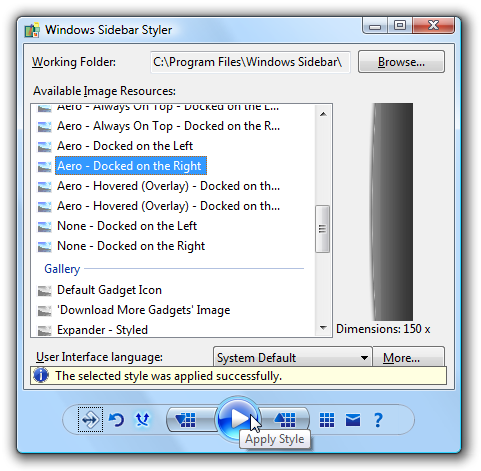 Windows Sidebar Styler
Working Folder: C:\Program Files\Windows Sidebar\ Browse...
Available Image Resources:
Aero - Always On Top - Docked on the L...
Aero - Always On Top - Docked on the R...
Aero - Docked on the Left
Aero - Docked on the Right
Aero - Hovered (Overlay) - Docked on th...
Aero - Hovered (Overlay) - Docked on th...
None - Docked on the Left
None - Docked on the Right
Gallery
Default Gadget Icon
'Download More Gadgets' Image
Expander - Styled
Dimensions: 150 x
User Interface language: System Default More...
The selected style was applied successfully.
?
Apply Style